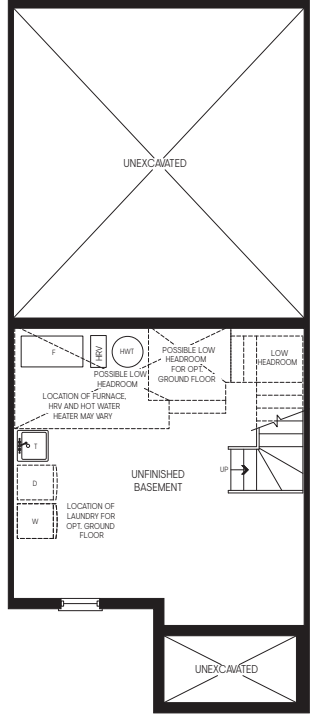 UNEXCAVATED
F
HRV
HWT
POSSIBLE LOW
HEADROOM
FOR OPT.
GROUND FLOOR
LOW
HEADROOM
POSSIBLE LOW
HEADROOM
LOCATION OF FURNACE,
HRV AND HOT WATER
HEATER MAY VARY
T
UP
D
UNFINISHED
BASEMENT
W
LOCATION OF
LAUNDRY FOR
OPT. GROUND
FLOOR
UNEXCAVATED